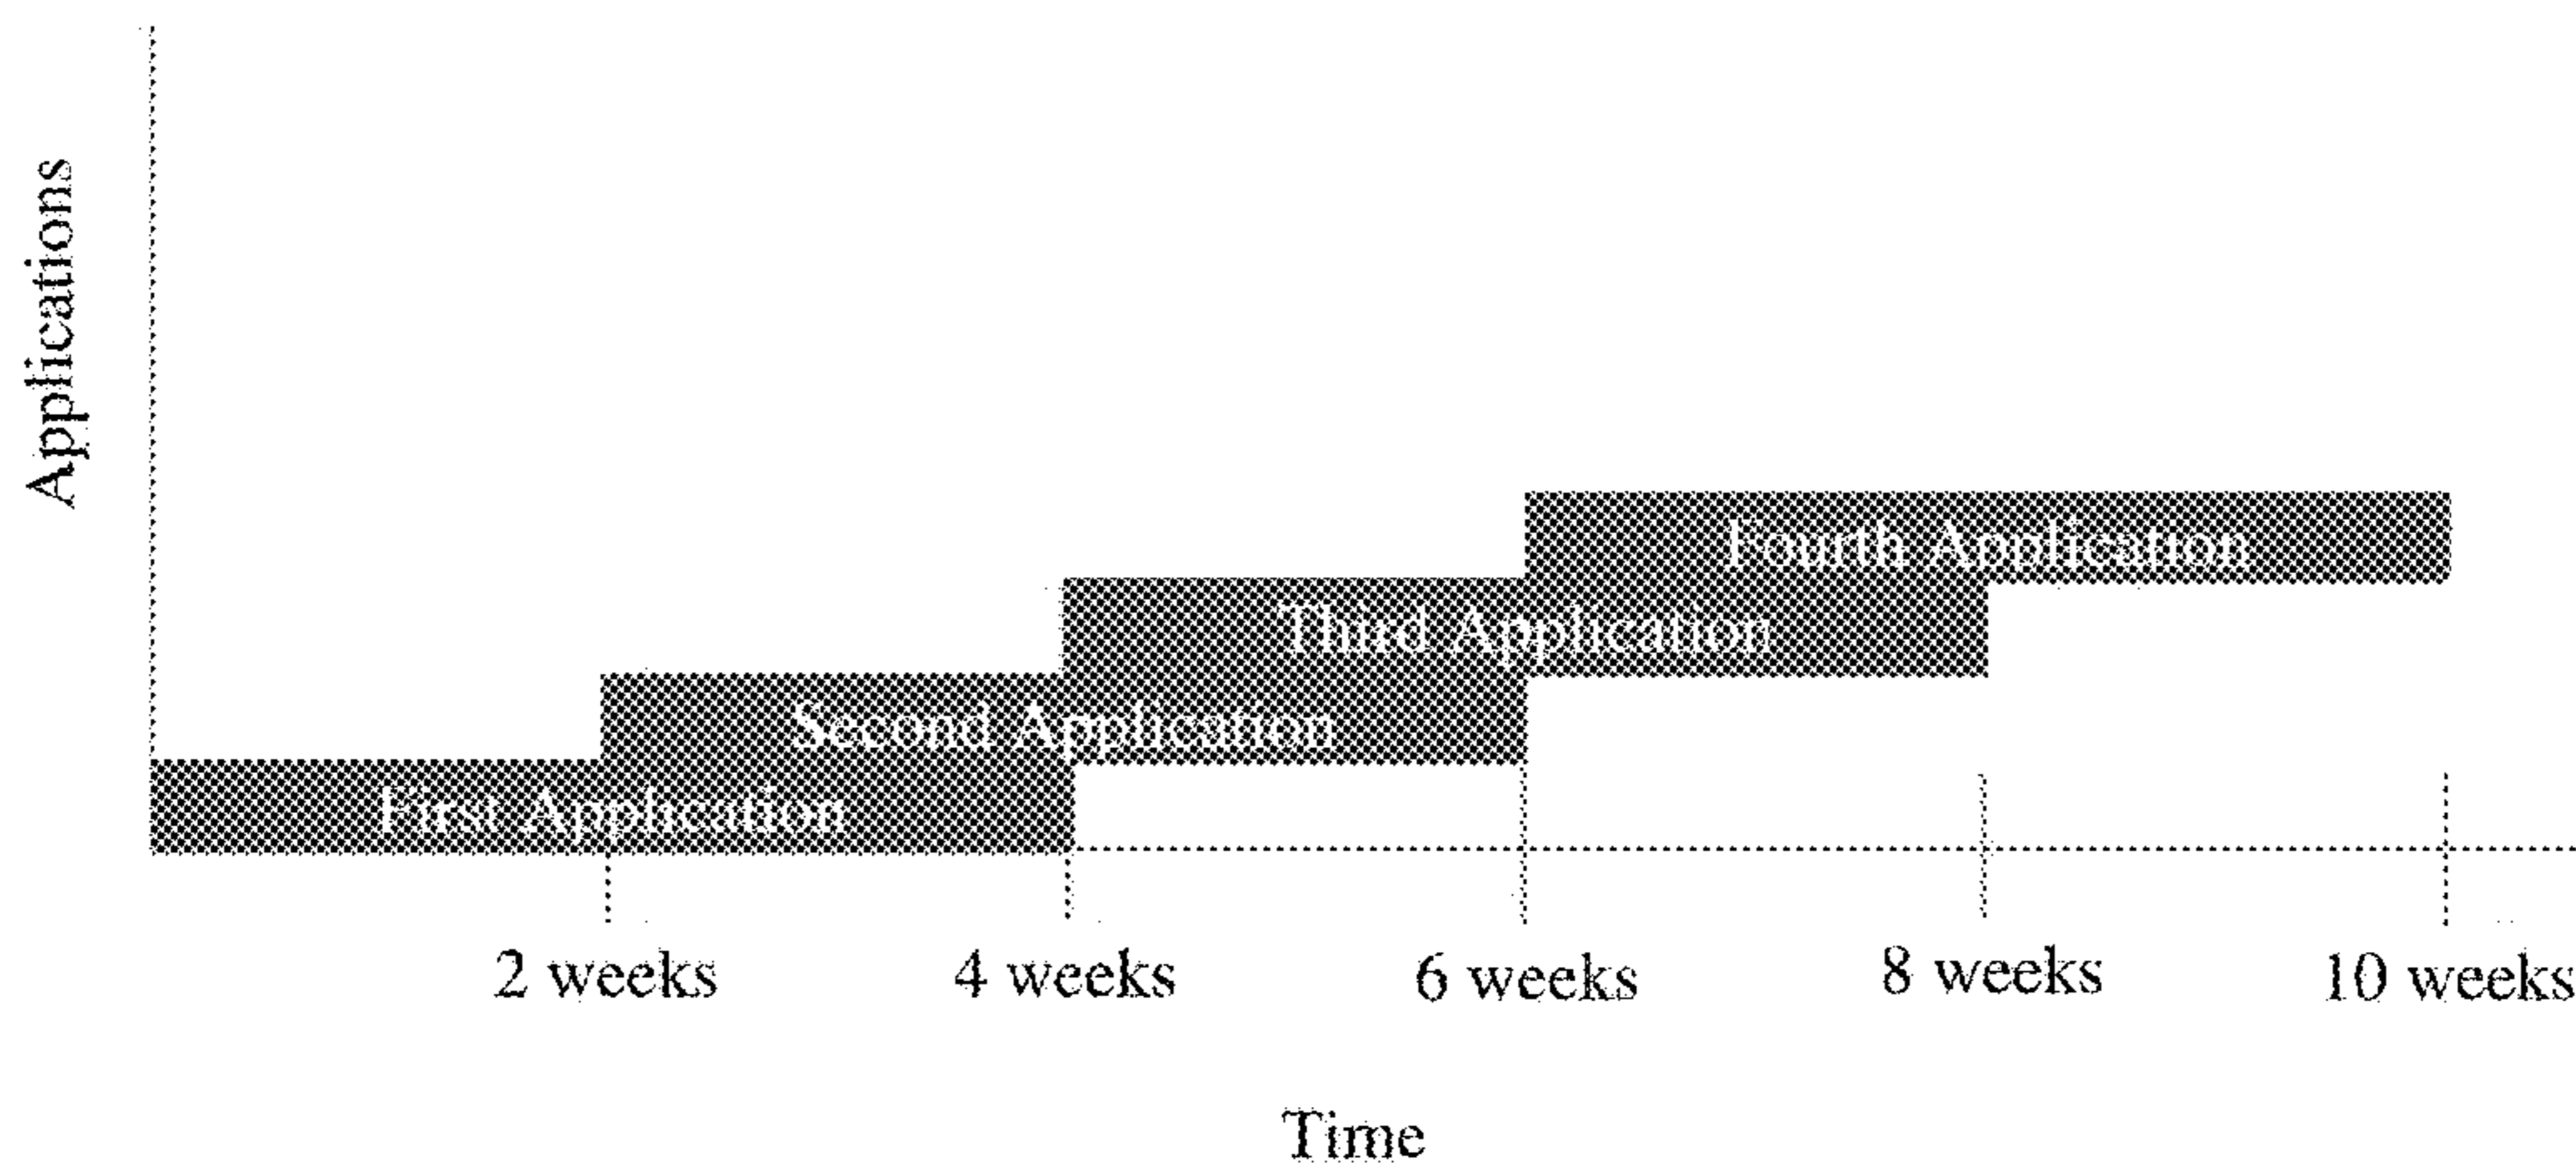 Applications
Fourth Application
Third Application
Second Application
First Application
2 weeks
4 weeks
6 weeks
8 weeks
10 weeks
Time